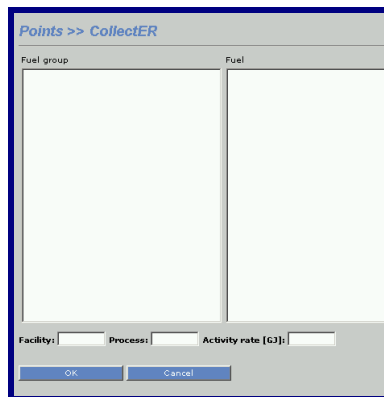 Points >> CollectER
Fuel group Fuel
Facility: Process: Activity rate [GJ]:
OK Cancel